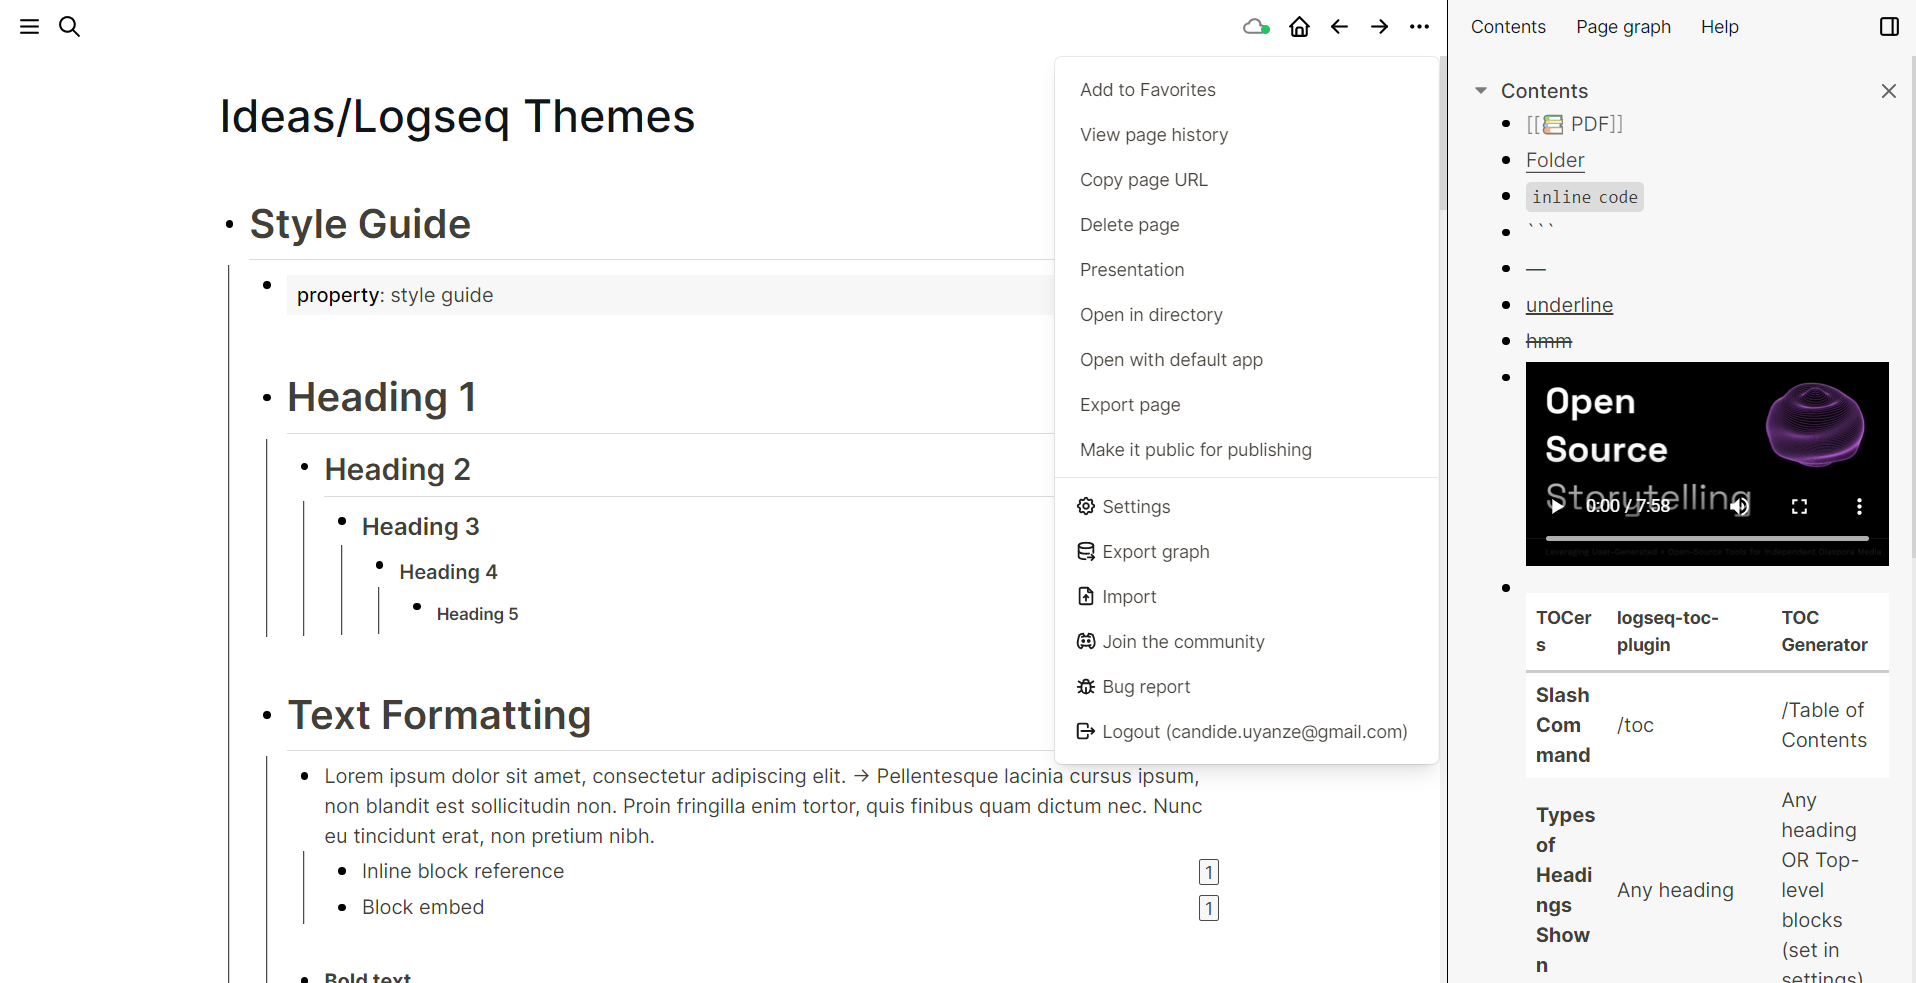 Ideas/Logseq Themes
Style Guide
property: style guide
Heading 1
Heading 2
Heading 3
Heading 4
Heading 5
Text Formatting
Lorem ipsum dolor sit amet, consectetur adipiscing elit. → Pellentesque lacinia cursus ipsum,
non blandit est sollicitudin non. Proin fringilla enim tortor, quis finibus quam dictum nec. Nunc
eu tincidunt erat, non pretium nibh.
Inline block reference 1
Block embed 1
Bold text
Add to Favorites
View page history
Copy page URL
Delete page
Presentation
Open in directory
Open with default app
Export page
Make it public for publishing
Settings
Export graph
Import
Join the community
Bug report
Logout (candide.uyanze@gmail.com)
Contents Page graph Help
Contents
[[📚 PDF]]
Folder
inline code
```
—
underline
hmm
Open
Source
Storytelling
0:00 / 7:58
Leveraging User-Generated + Open-Source Tools for Independent Diaspora Media
TOCer
s
logseq-toc-
plugin
TOC
Generator
Slash
Com
mand
/toc
/Table of
Contents
Types
of
Headi
ngs
Show
n
Any heading
Any
heading
OR Top-
level
blocks
(set in
settings)